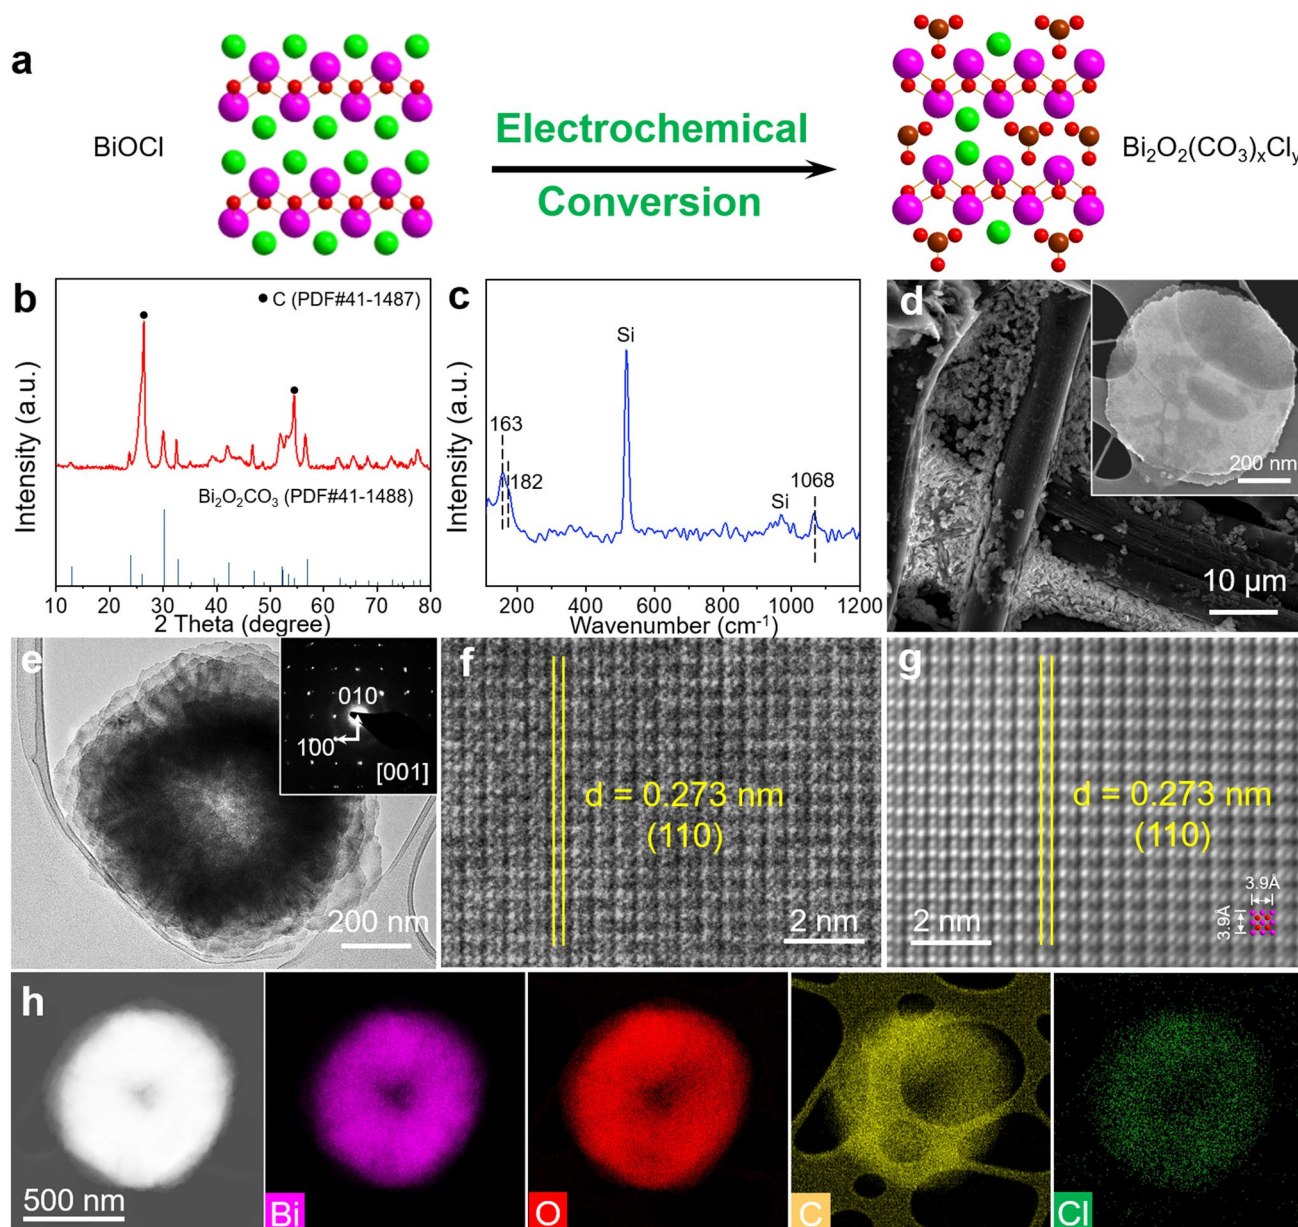 a
BiOCl
Electrochemical
Conversion
Bi₂O₂(CO₃)ₓClᵧ
b
Intensity (a.u.)
● C (PDF#41-1487)
Bi₂O₂CO₃ (PDF#41-1488)
10 20 30 40 50 60 70 80
2 Theta (degree)
c
Intensity (a.u.)
Si
163
182
Si
1068
200 400 600 800 1000 1200
Wavenumber (cm⁻¹)
d
200 nm
10 µm
e
010
100
[001]
200 nm
f
d = 0.273 nm
(110)
2 nm
g
d = 0.273 nm
(110)
3.9Å
3.9Å
2 nm
h
500 nm
Bi
O
C
Cl